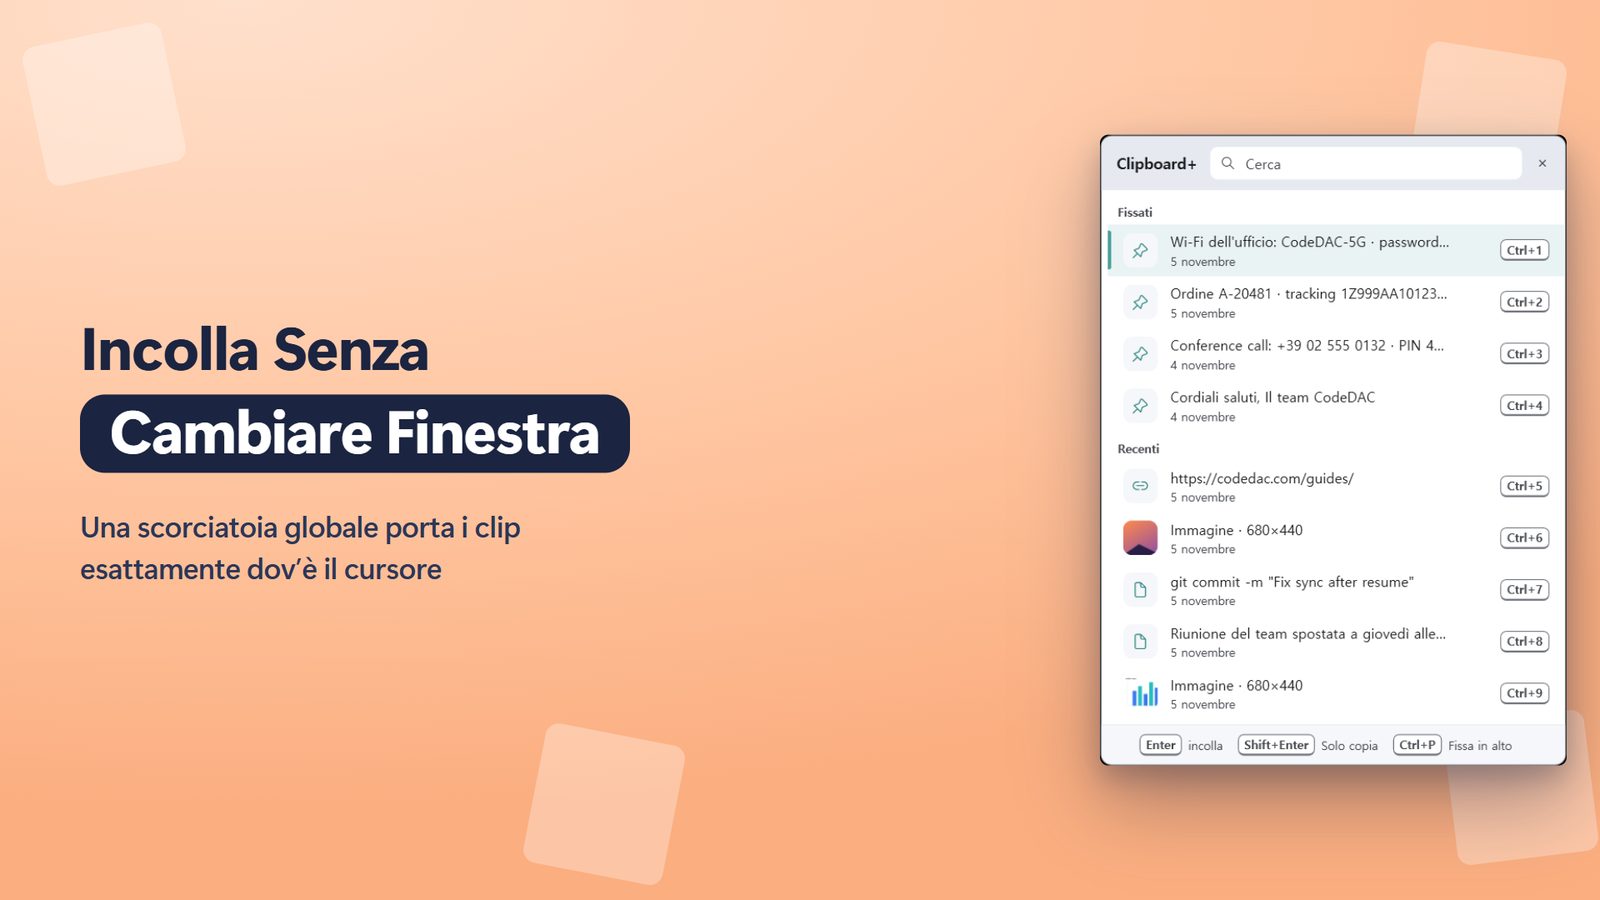 Incolla Senza
Cambiare Finestra
Una scorciatoia globale porta i clip
esattamente dov'è il cursore
Clipboard+
Cerca
×
Fissati
Wi-Fi dell'ufficio: CodeDAC-5G · password...
5 novembre
Ctrl+1
Ordine A-20481 · tracking 1Z999AA10123...
5 novembre
Ctrl+2
Conference call: +39 02 555 0132 · PIN 4...
4 novembre
Ctrl+3
Cordiali saluti, Il team CodeDAC
4 novembre
Ctrl+4
Recenti
https://codedac.com/guides/
5 novembre
Ctrl+5
Immagine · 680×440
5 novembre
Ctrl+6
git commit -m "Fix sync after resume"
5 novembre
Ctrl+7
Riunione del team spostata a giovedì alle...
5 novembre
Ctrl+8
Immagine · 680×440
5 novembre
Ctrl+9
Enter incolla Shift+Enter Solo copia Ctrl+P Fissa in alto